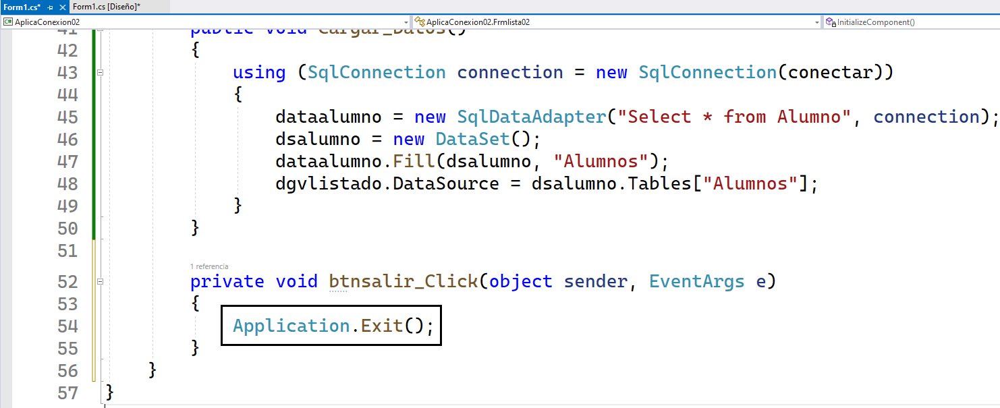 Form1.cs* Form1.cs [Diseño]*
C# AplicaConexion02 AplicaConexion02.Frmlista02 InitializeComponent()
41 public void Cargar_Datos()
42 {
43 using (SqlConnection connection = new SqlConnection(conectar))
44 {
45 dataalumno = new SqlDataAdapter("Select * from Alumno", connection);
46 dsalumno = new DataSet();
47 dataalumno.Fill(dsalumno, "Alumnos");
48 dgvlistado.DataSource = dsalumno.Tables["Alumnos"];
49 }
50 }
51
1 referencia
52 private void btnsalir_Click(object sender, EventArgs e)
53 {
54 Application.Exit();
55 }
56 }
57 }